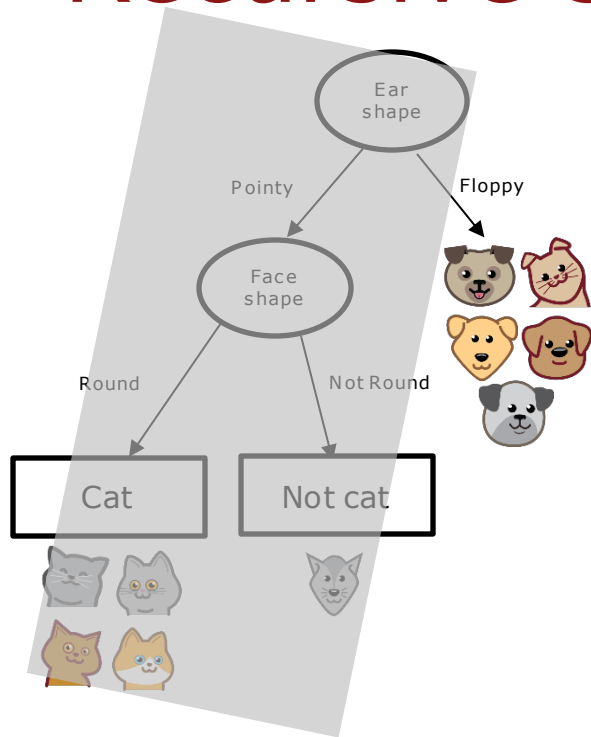 Ear
shape
Pointy
Floppy
Face
shape
Round
Not Round
Cat
Not cat